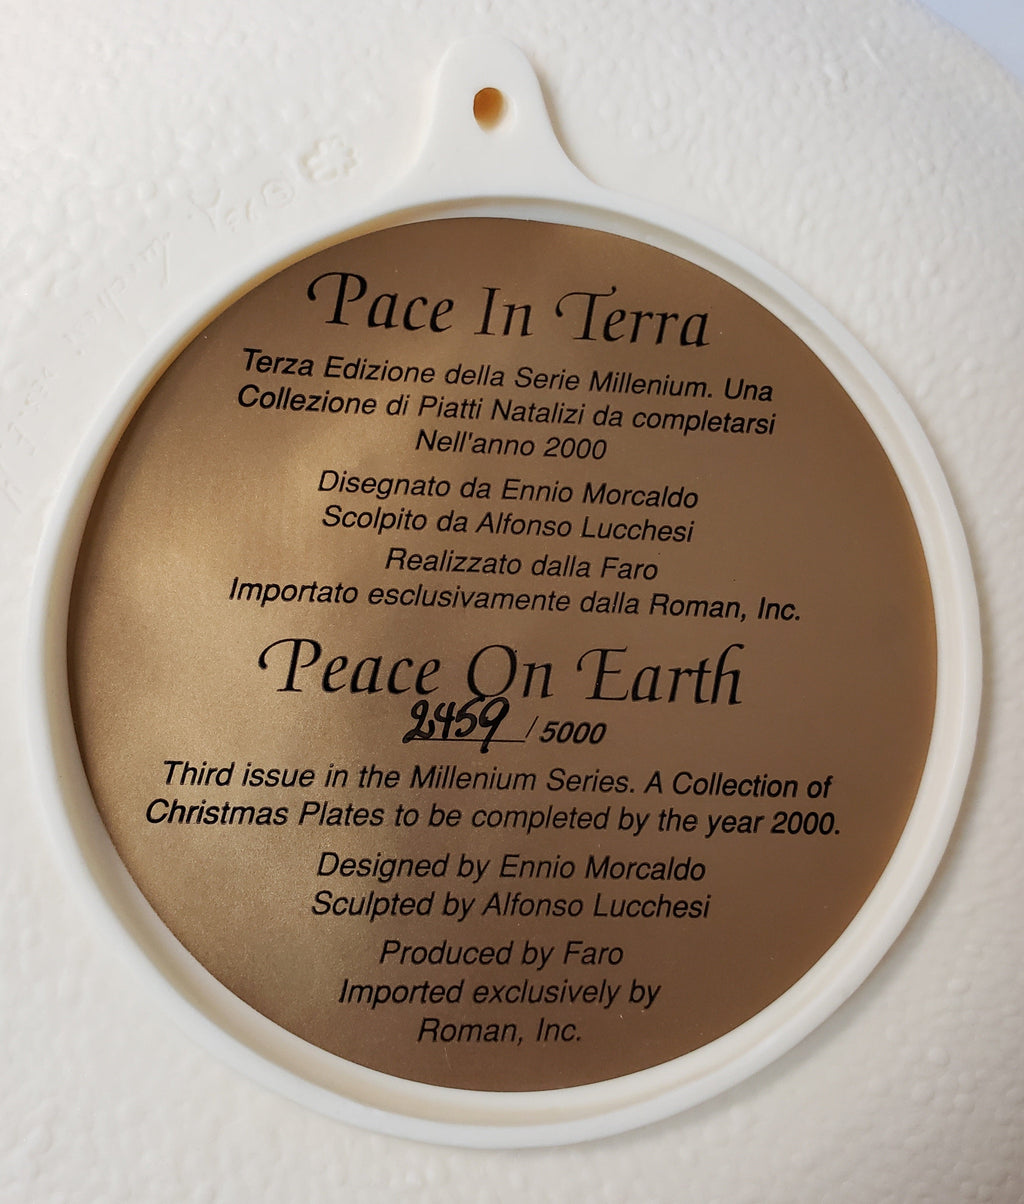 Pace In Terra
Terza Edizione della Serie Millenium. Una
Collezione di Piatti Natalizi da completarsi
Nell'anno 2000
Disegnato da Ennio Morcaldo
Scolpito da Alfonso Lucchesi
Realizzato dalla Faro
Importato esclusivamente dalla Roman, Inc.
Peace On Earth
2459 / 5000
Third issue in the Millenium Series. A Collection of
Christmas Plates to be completed by the year 2000.
Designed by Ennio Morcaldo
Sculpted by Alfonso Lucchesi
Produced by Faro
Imported exclusively by
Roman, Inc.